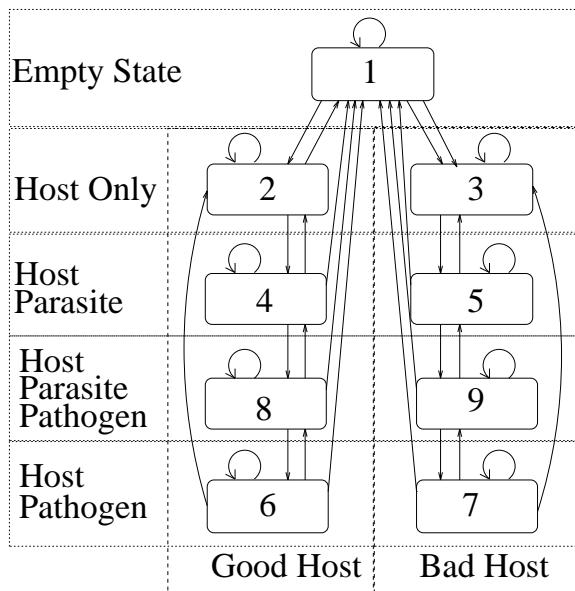 Empty State
1
Host Only
2
3
Host
Parasite
4
5
Host
Parasite
Pathogen
8
9
Host
Pathogen
6
7
Good Host
Bad Host